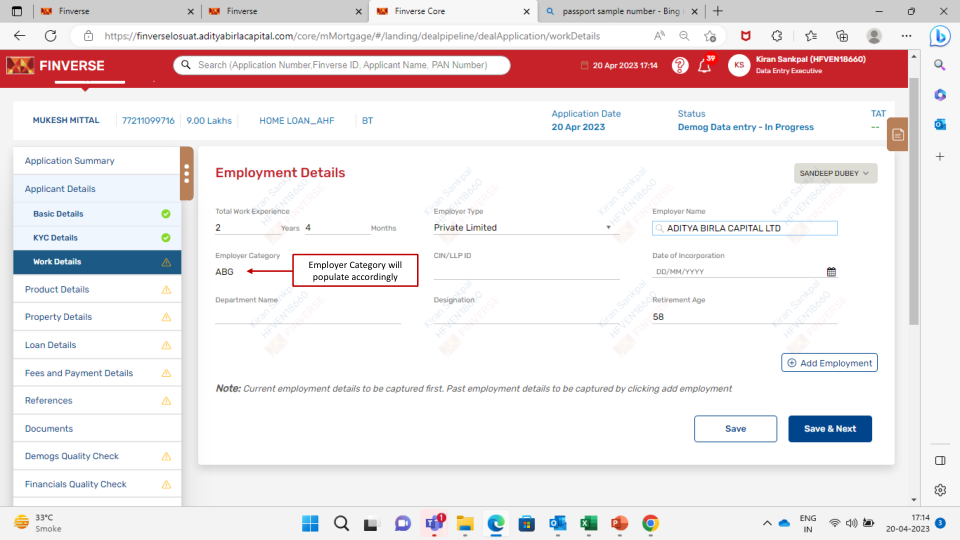 Finverse
Finverse
Finverse Core
passport sample number - Bing
https://finverselosuat.adityabirlacapital.com/core/mMortgage/#/landing/dealpipeline/dealApplication/workDetails
FINVERSE
Search (Application Number,Finverse ID, Applicant Name, PAN Number)
20 Apr 2023 17:14
39
KS
Kiran Sankpal (HFVEN18660)
Data Entry Executive
MUKESH MITTAL
77211099716
9.00 Lakhs
HOME LOAN_AHF
BT
Application Date
20 Apr 2023
Status
Demog Data entry - In Progress
TAT
--
Application Summary
Applicant Details
Basic Details
KYC Details
Work Details
Product Details
Property Details
Loan Details
Fees and Payment Details
References
Documents
Demogs Quality Check
Financials Quality Check
Employment Details
SANDEEP DUBEY
Total Work Experience
2 Years 4 Months
Employer Type
Private Limited
Employer Name
ADITYA BIRLA CAPITAL LTD
Employer Category
ABG
Employer Category will
populate accordingly
CIN/LLP ID
Date of Incorporation
DD/MM/YYYY
Department Name
Designation
Retirement Age
58
Kiran Sankpal
HFVEN18660
FINVERSE
Add Employment
Note: Current employment details to be captured first. Past employment details to be captured by clicking add employment
Save
Save & Next
33°C
Smoke
1
ENG
IN
17:14
20-04-2023
3